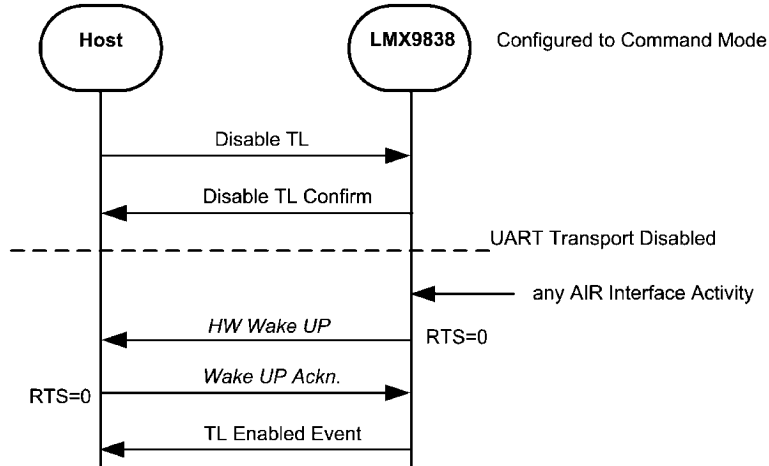 Host
LMX9838
Configured to Command Mode
Disable TL
Disable TL Confirm
UART Transport Disabled
any AIR Interface Activity
HW Wake UP
RTS=0
Wake UP Ackn.
RTS=0
TL Enabled Event